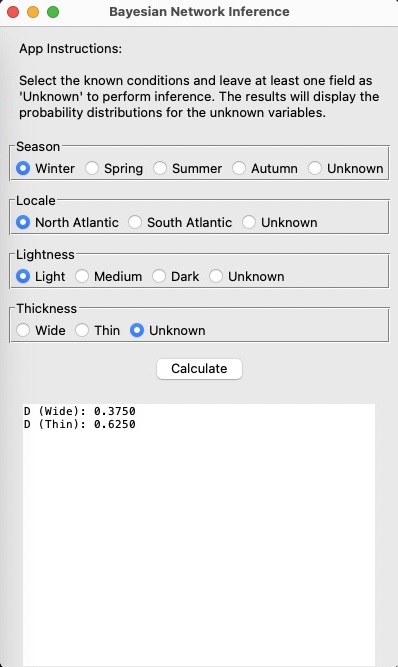 Bayesian Network Inference
App Instructions:
Select the known conditions and leave at least one field as
'Unknown' to perform inference. The results will display the
probability distributions for the unknown variables.
Season
Winter Spring Summer Autumn Unknown
Locale
North Atlantic South Atlantic Unknown
Lightness
Light Medium Dark Unknown
Thickness
Wide Thin Unknown
Calculate
D (Wide): 0.3750
D (Thin): 0.6250